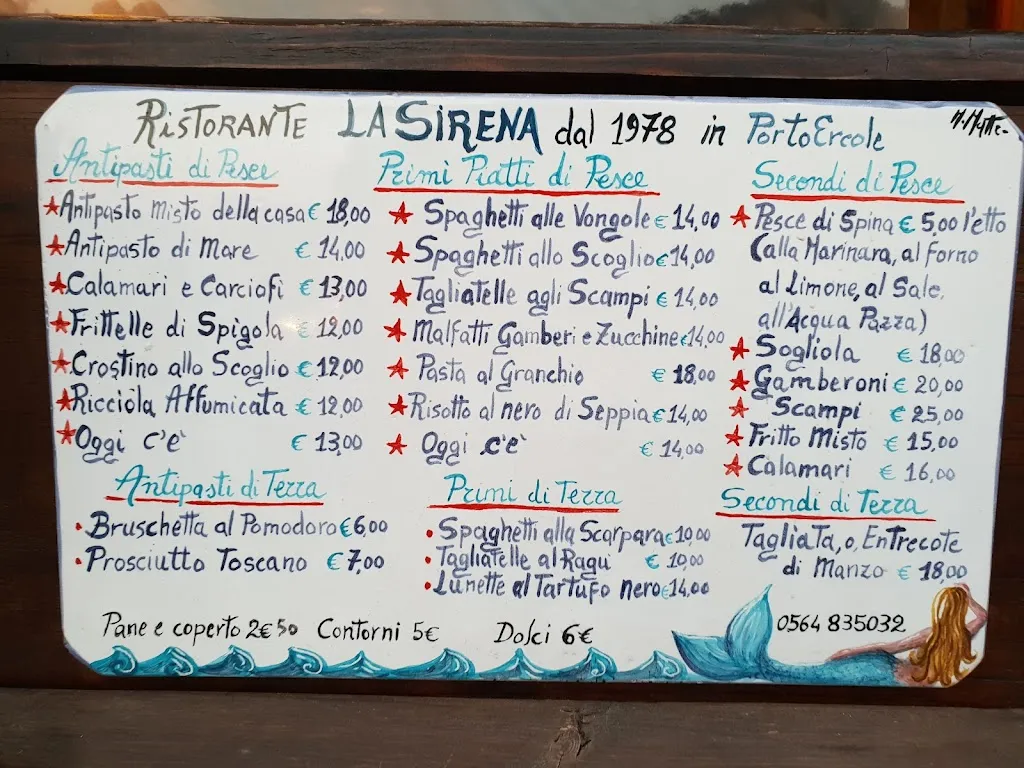 RISTORANTE LA SIRENA dal 1978 in Porto Ercole
Antipasti di Pesce
Antipasto Misto della casa € 18,00
Antipasto di Mare € 14,00
Calamari e Carciofi € 13,00
Frittelle di Spigola € 12,00
Crostino allo Scoglio € 12,00
Ricciola Affumicata € 12,00
Oggi c'è € 13,00
Antipasti di Terra
Bruschetta al Pomodoro € 6,00
Prosciutto Toscano € 7,00
Primi Piatti di Pesce
Spaghetti alle Vongole € 14,00
Spaghetti allo Scoglio € 14,00
Tagliatelle agli Scampi € 14,00
Malfatti Gamberi e Zucchine € 14,00
Pasta al Granchio € 18,00
Risotto al nero di Seppia € 14,00
Oggi c'è € 14,00
Primi di Terra
Spaghetti alla Scarpara € 10,00
Tagliatelle al Ragù € 10,00
Lunette al Tartufo nero € 14,00
Secondi di Pesce
Pesce di Spina € 5,00 l'etto
(alla Marinara, al forno
al Limone, al Sale,
all'Acqua Pazza)
Sogliola € 18,00
Gamberoni € 20,00
Scampi € 25,00
Fritto Misto € 15,00
Calamari € 16,00
Secondi di Terra
Tagliata, o, Entrecote
di Manzo € 18,00
Pane e coperto 2€50 Contorni 5€ Dolci 6€
0564 835032